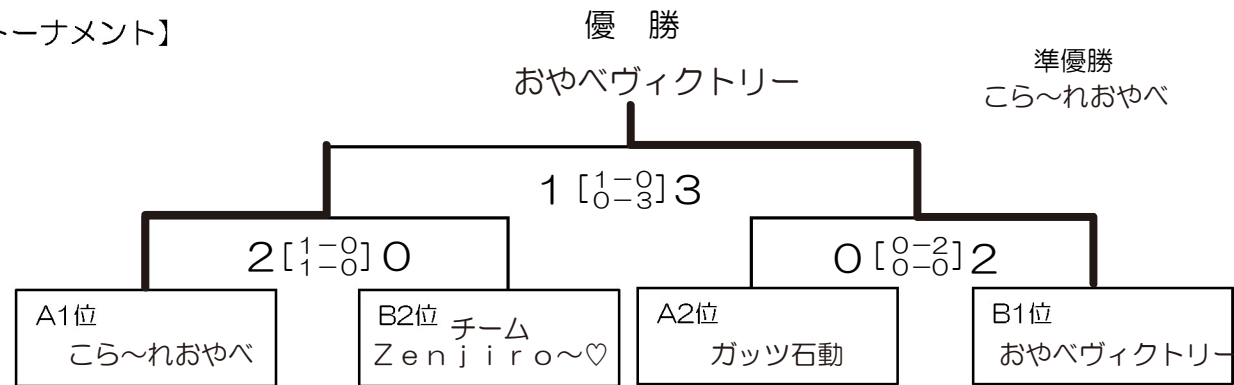 トーナメント】
優 勝
おやべヴィクトリー
準優勝
こら～れおやべ
1 [1-0 0-3] 3
2 [1-0 1-0] 0
0 [0-2 0-0] 2
A1位
こら～れおやべ
B2位 チーム
Zenjiro～♡
A2位
ガッツ石動
B1位
おやべヴィクトリー